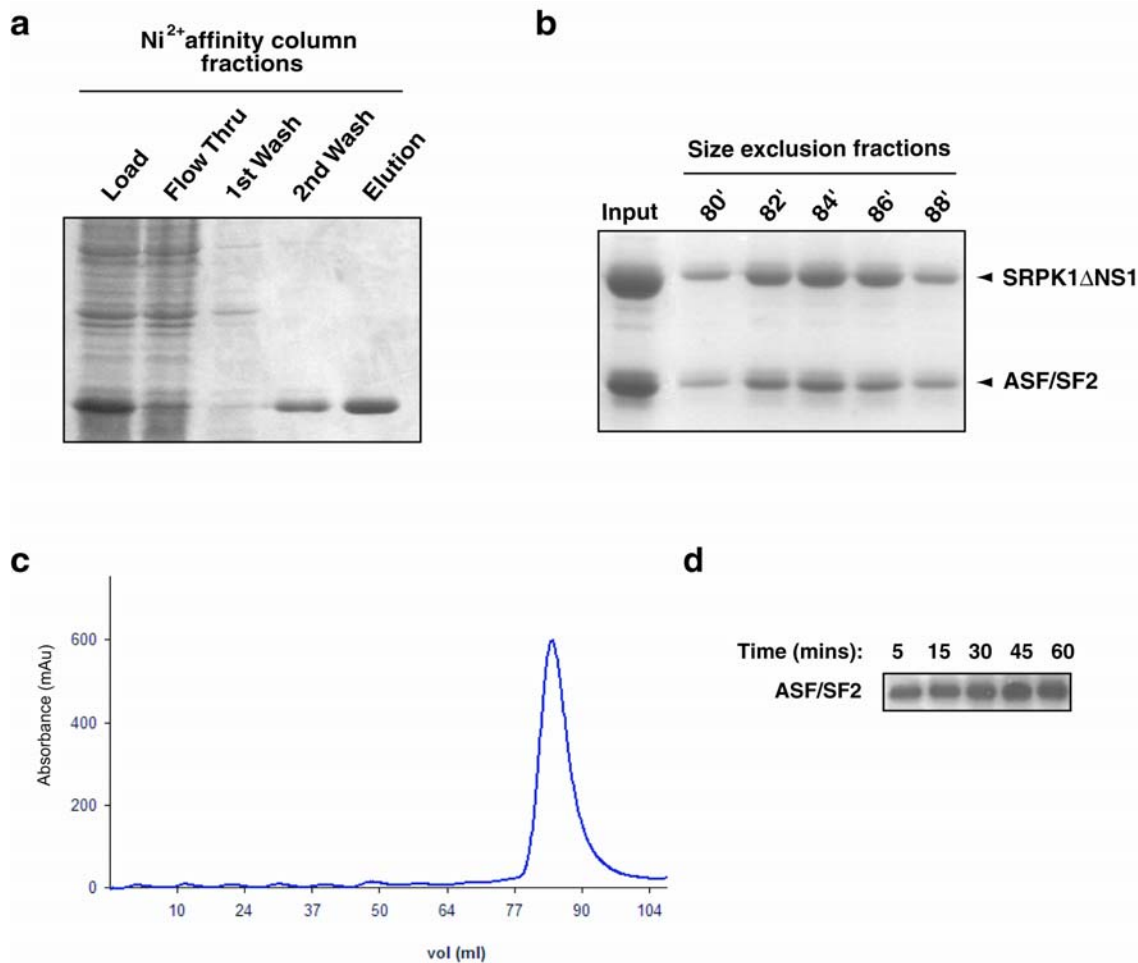 a
Ni2+affinity column
fractions
Load
Flow Thru
1st Wash
2nd Wash
Elution
b
Size exclusion fractions
Input
80'
82'
84'
86'
88'
SRPK1ΔNS1
ASF/SF2
c
Absorbance (mAu)
600
400
200
0
10
24
37
50
64
77
90
104
vol (ml)
d
Time (mins): 5 15 30 45 60
ASF/SF2